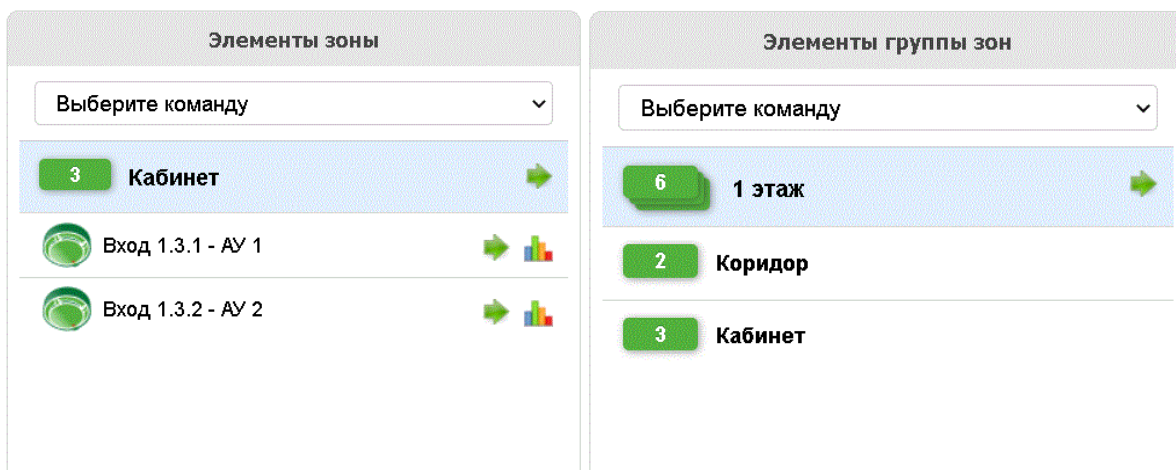 Элементы зоны
Выберите команду
3 Кабинет
Вход 1.3.1 - АУ 1
Вход 1.3.2 - АУ 2
Элементы группы зон
Выберите команду
6 1 этаж
2 Коридор
3 Кабинет